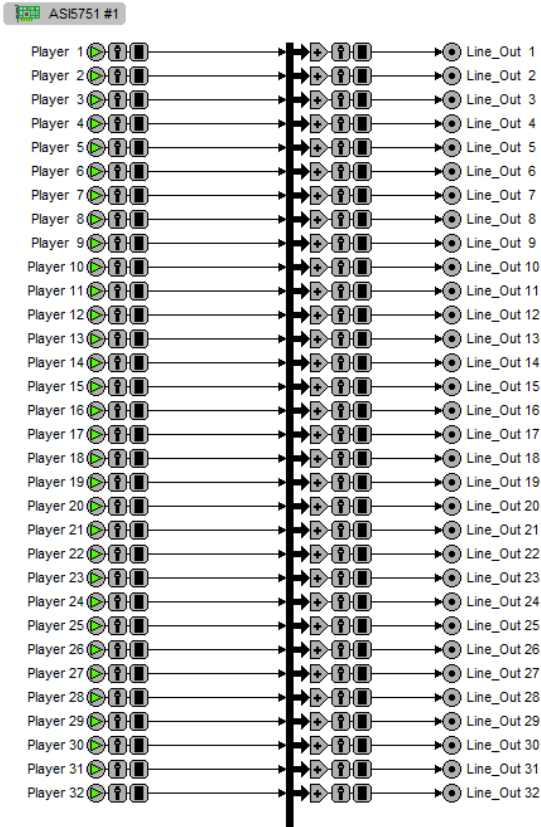 ASI5751 #1
Player 1 Line_Out 1
Player 2 Line_Out 2
Player 3 Line_Out 3
Player 4 Line_Out 4
Player 5 Line_Out 5
Player 6 Line_Out 6
Player 7 Line_Out 7
Player 8 Line_Out 8
Player 9 Line_Out 9
Player 10 Line_Out 10
Player 11 Line_Out 11
Player 12 Line_Out 12
Player 13 Line_Out 13
Player 14 Line_Out 14
Player 15 Line_Out 15
Player 16 Line_Out 16
Player 17 Line_Out 17
Player 18 Line_Out 18
Player 19 Line_Out 19
Player 20 Line_Out 20
Player 21 Line_Out 21
Player 22 Line_Out 22
Player 23 Line_Out 23
Player 24 Line_Out 24
Player 25 Line_Out 25
Player 26 Line_Out 26
Player 27 Line_Out 27
Player 28 Line_Out 28
Player 29 Line_Out 29
Player 30 Line_Out 30
Player 31 Line_Out 31
Player 32 Line_Out 32